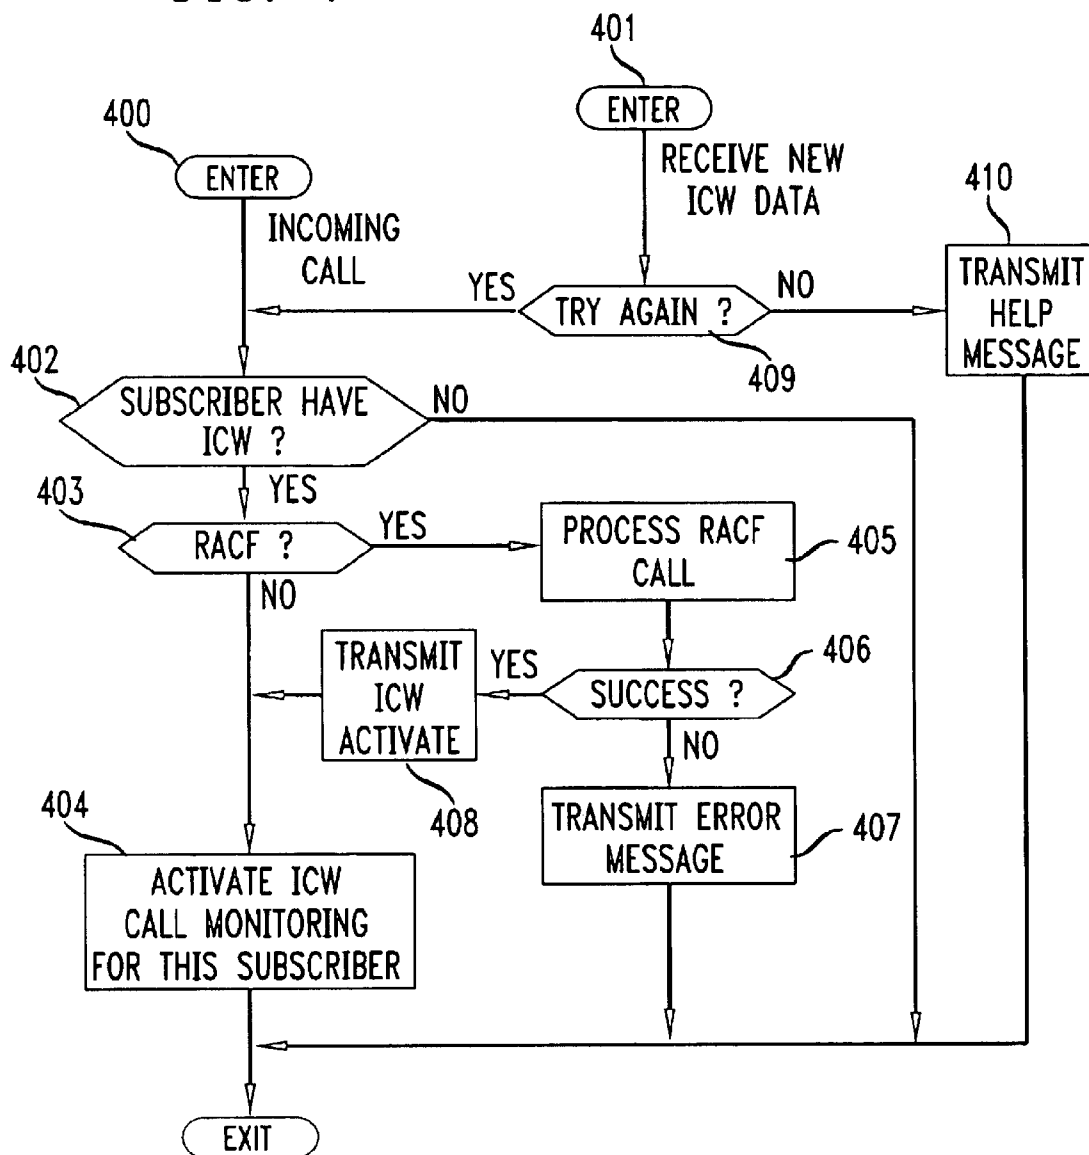 401
ENTER
400
ENTER
RECEIVE NEW
ICW DATA
410
INCOMING
CALL
YES
TRY AGAIN ?
NO
TRANSMIT
HELP
MESSAGE
409
402
SUBSCRIBER HAVE
ICW ?
NO
YES
403
RACF ?
YES
NO
PROCESS RACF
CALL
405
TRANSMIT
ICW
ACTIVATE
YES
SUCCESS ?
406
NO
408
404
TRANSMIT ERROR
MESSAGE
407
ACTIVATE ICW
CALL MONITORING
FOR THIS SUBSCRIBER
EXIT